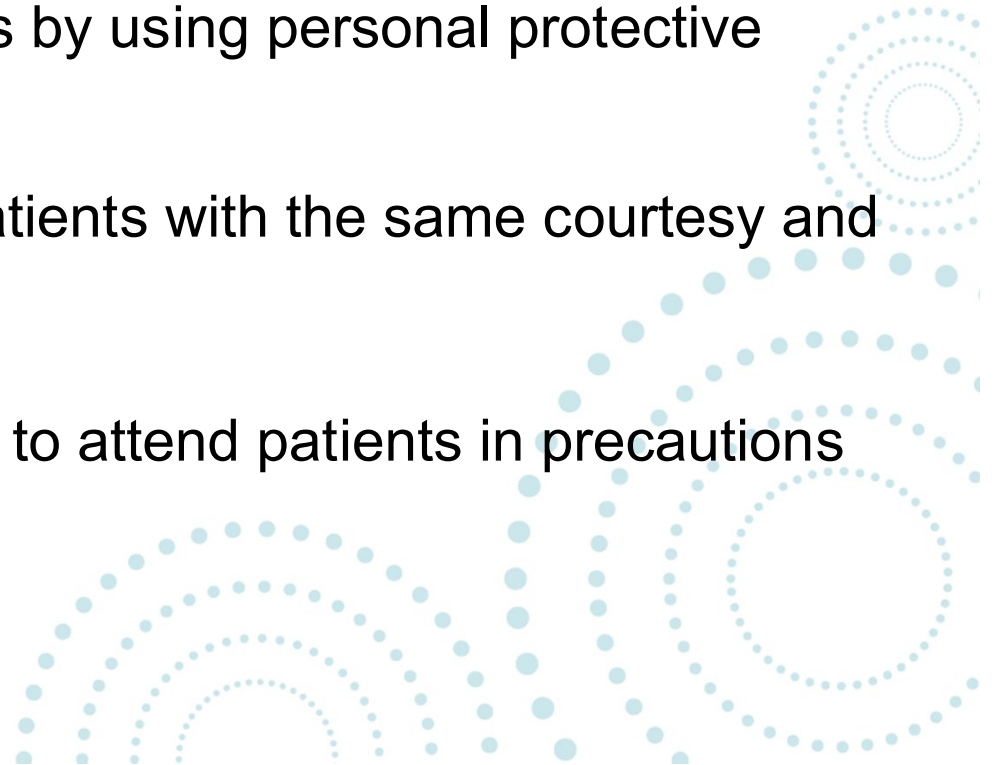 s by using personal protective
atients with the same courtesy and
to attend patients in precautions